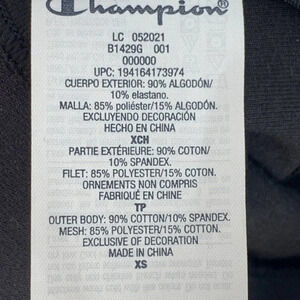 Champion
LC 052021
B1429G 001
000000
UPC: 194164173974
CUERPO EXTERIOR: 90% ALGODÓN/
10% elastano.
MALLA: 85% poliéster/15% ALGODÓN.
EXCLUYENDO DECORACIÓN
HECHO EN CHINA
XCH
PARTIE EXTÉRIEURE: 90% COTON/
10% SPANDEX.
FILET: 85% POLYESTER/15% COTON.
ORNEMENTS NON COMPRIS
FABRIQUÉ EN CHINE
TP
OUTER BODY: 90% COTTON/10% SPANDEX.
MESH: 85% POLYESTER/15% COTTON.
EXCLUSIVE OF DECORATION
MADE IN CHINA
XS